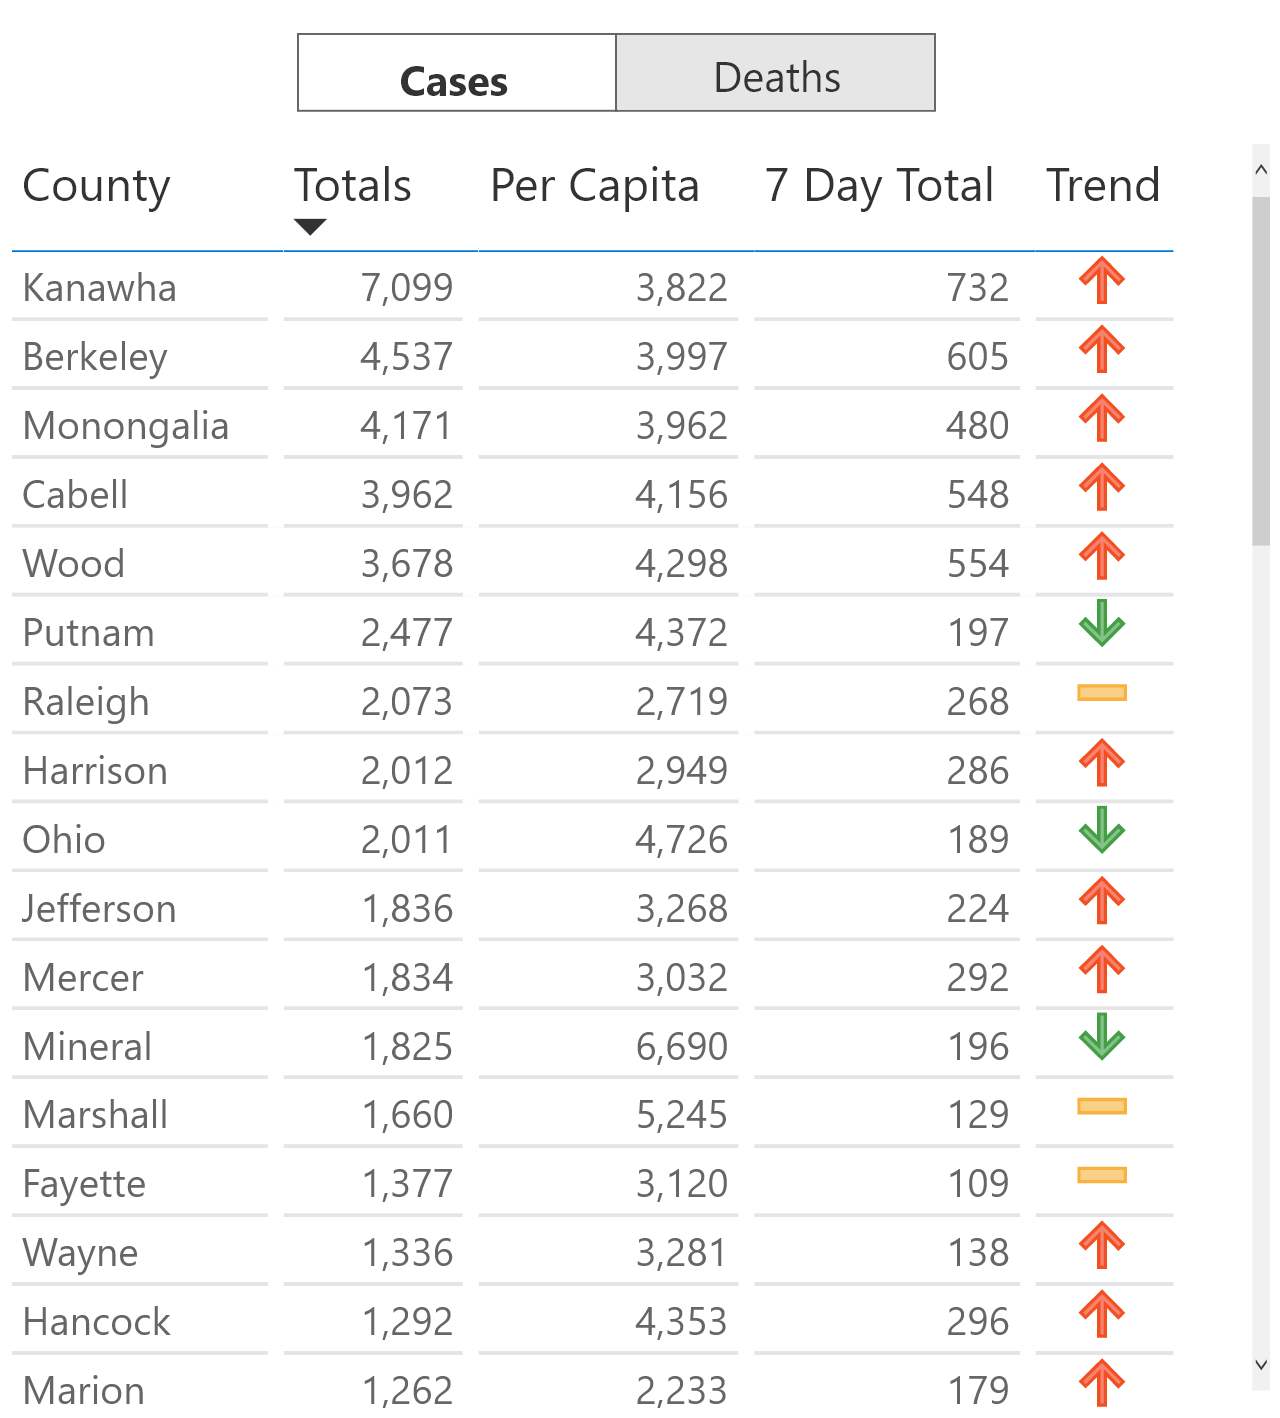 Cases Deaths
County Totals Per Capita 7 Day Total Trend
Kanawha 7,099 3,822 732
Berkeley 4,537 3,997 605
Monongalia 4,171 3,962 480
Cabell 3,962 4,156 548
Wood 3,678 4,298 554
Putnam 2,477 4,372 197
Raleigh 2,073 2,719 268
Harrison 2,012 2,949 286
Ohio 2,011 4,726 189
Jefferson 1,836 3,268 224
Mercer 1,834 3,032 292
Mineral 1,825 6,690 196
Marshall 1,660 5,245 129
Fayette 1,377 3,120 109
Wayne 1,336 3,281 138
Hancock 1,292 4,353 296
Marion 1,262 2,233 179